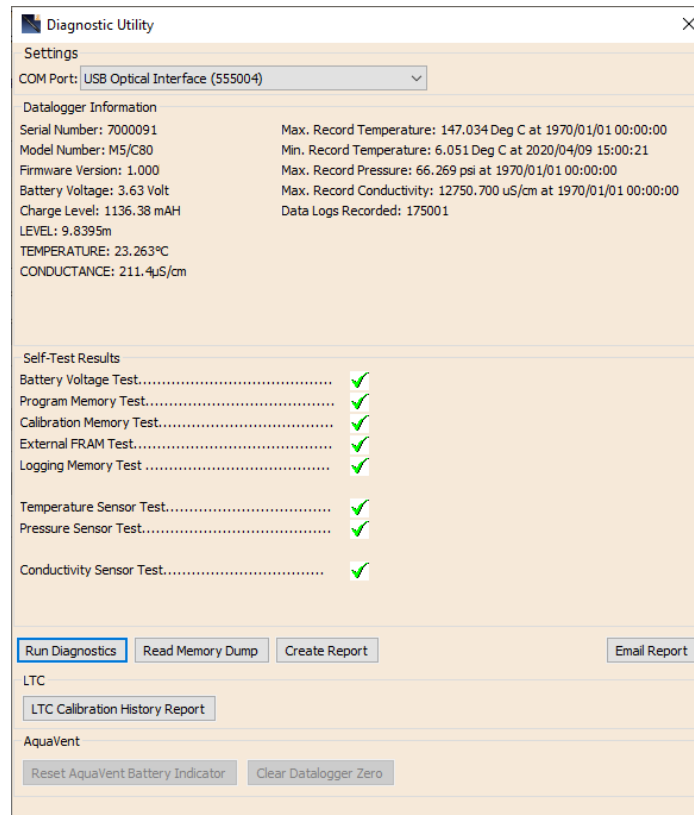 Diagnostic Utility
Settings
COM Port: USB Optical Interface (555004)
Datalogger Information
Serial Number: 7000091
Model Number: M5/C80
Firmware Version: 1.000
Battery Voltage: 3.63 Volt
Charge Level: 1136.38 mAH
LEVEL: 9.8395m
TEMPERATURE: 23.263°C
CONDUCTANCE: 211.4µS/cm
Max. Record Temperature: 147.034 Deg C at 1970/01/01 00:00:00
Min. Record Temperature: 6.051 Deg C at 2020/04/09 15:00:21
Max. Record Pressure: 66.269 psi at 1970/01/01 00:00:00
Max. Record Conductivity: 12750.700 uS/cm at 1970/01/01 00:00:00
Data Logs Recorded: 175001
Self-Test Results
Battery Voltage Test.........................................
Program Memory Test........................................
Calibration Memory Test.....................................
External FRAM Test..........................................
Logging Memory Test .......................................
Temperature Sensor Test...................................
Pressure Sensor Test........................................
Conductivity Sensor Test..................................
Run Diagnostics
Read Memory Dump
Create Report
Email Report
LTC
LTC Calibration History Report
AquaVent
Reset AquaVent Battery Indicator
Clear Datalogger Zero